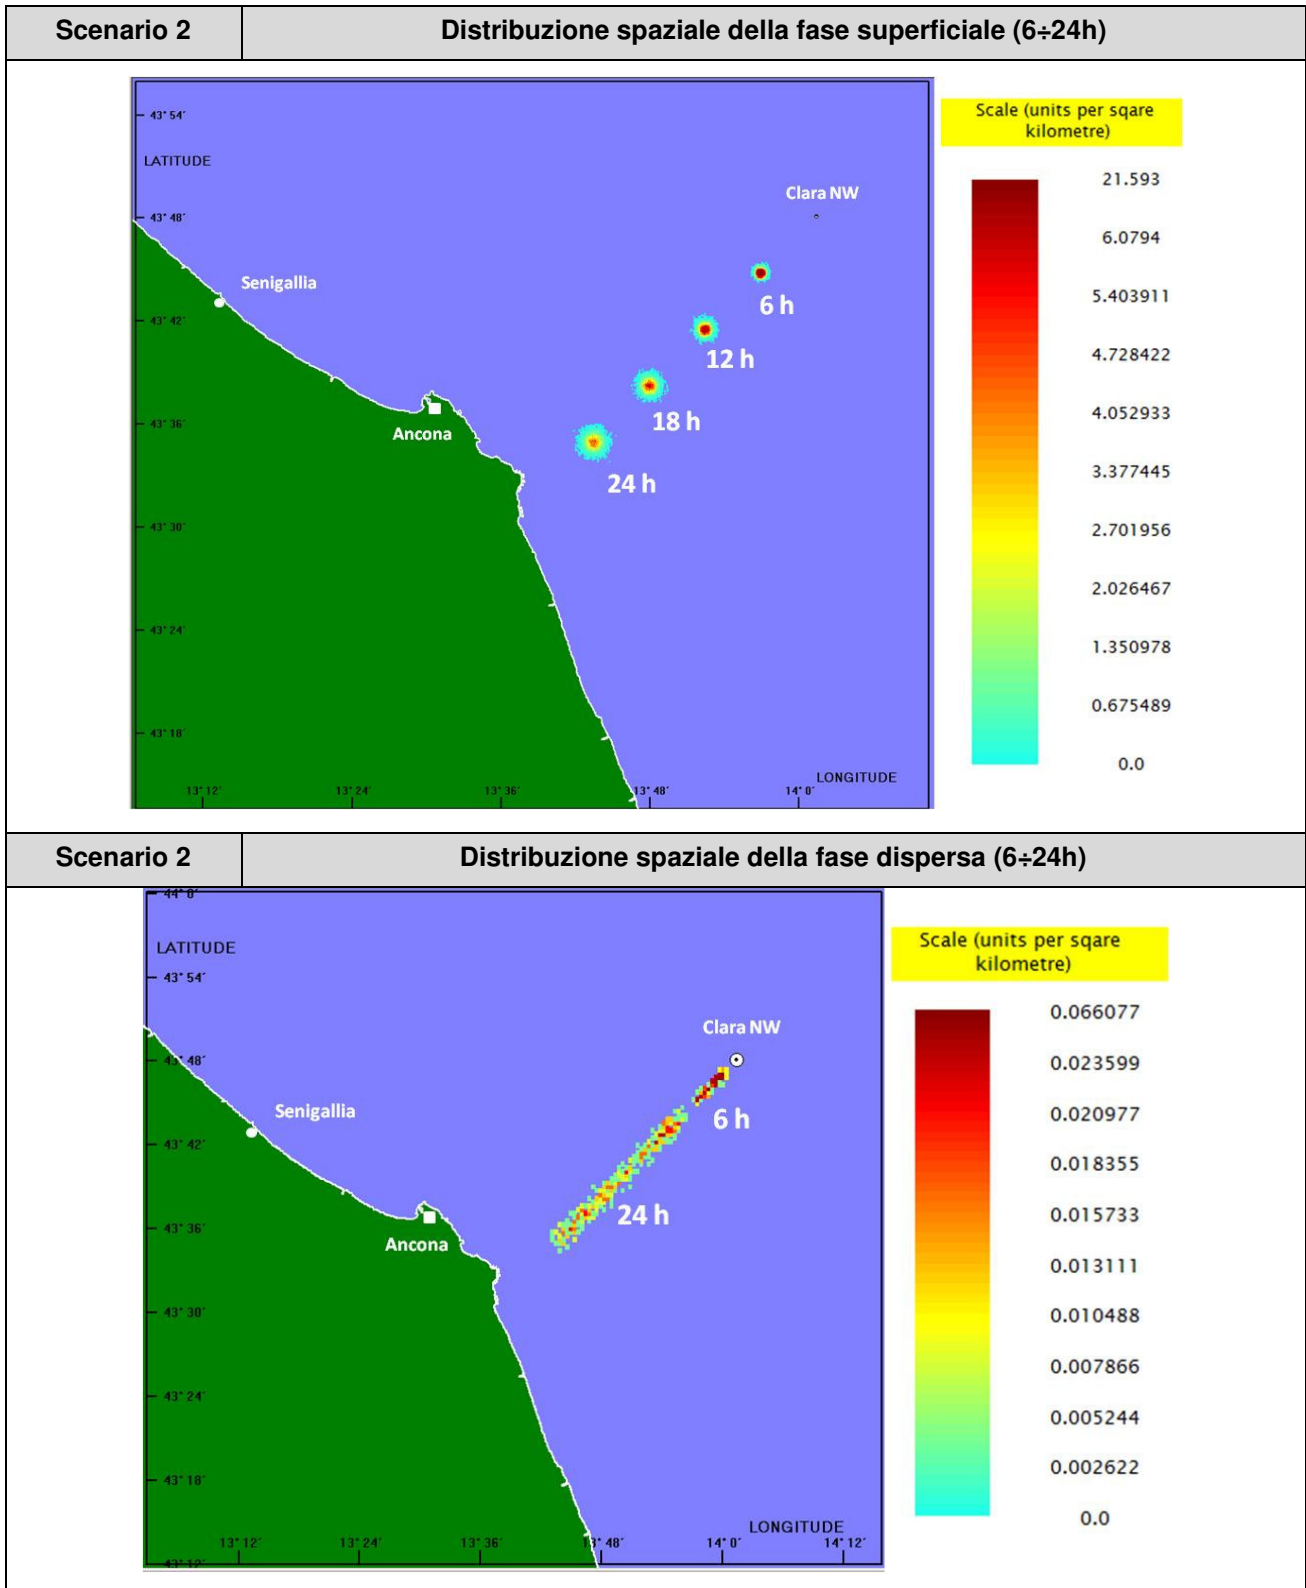 Scenario 2
Distribuzione spaziale della fase superficiale (6÷24h)
43° 54′
LATITUDE
43° 48′
43° 42′
43° 36′
43° 30′
43° 24′
43° 18′
13° 12′
13° 24′
13° 36′
13° 48′
14° 0′
LONGITUDE
Clara NW
Senigallia
Ancona
6 h
12 h
18 h
24 h
Scale (units per sqare
kilometre)
21.593
6.0794
5.403911
4.728422
4.052933
3.377445
2.701956
2.026467
1.350978
0.675489
0.0
Scenario 2
Distribuzione spaziale della fase dispersa (6÷24h)
44° 0′
LATITUDE
43° 54′
43° 48′
43° 42′
43° 36′
43° 30′
43° 24′
43° 18′
43° 12′
13° 12′
13° 24′
13° 36′
13° 48′
14° 0′
14° 12′
LONGITUDE
Clara NW
Senigallia
Ancona
6 h
24 h
Scale (units per sqare
kilometre)
0.066077
0.023599
0.020977
0.018355
0.015733
0.013111
0.010488
0.007866
0.005244
0.002622
0.0